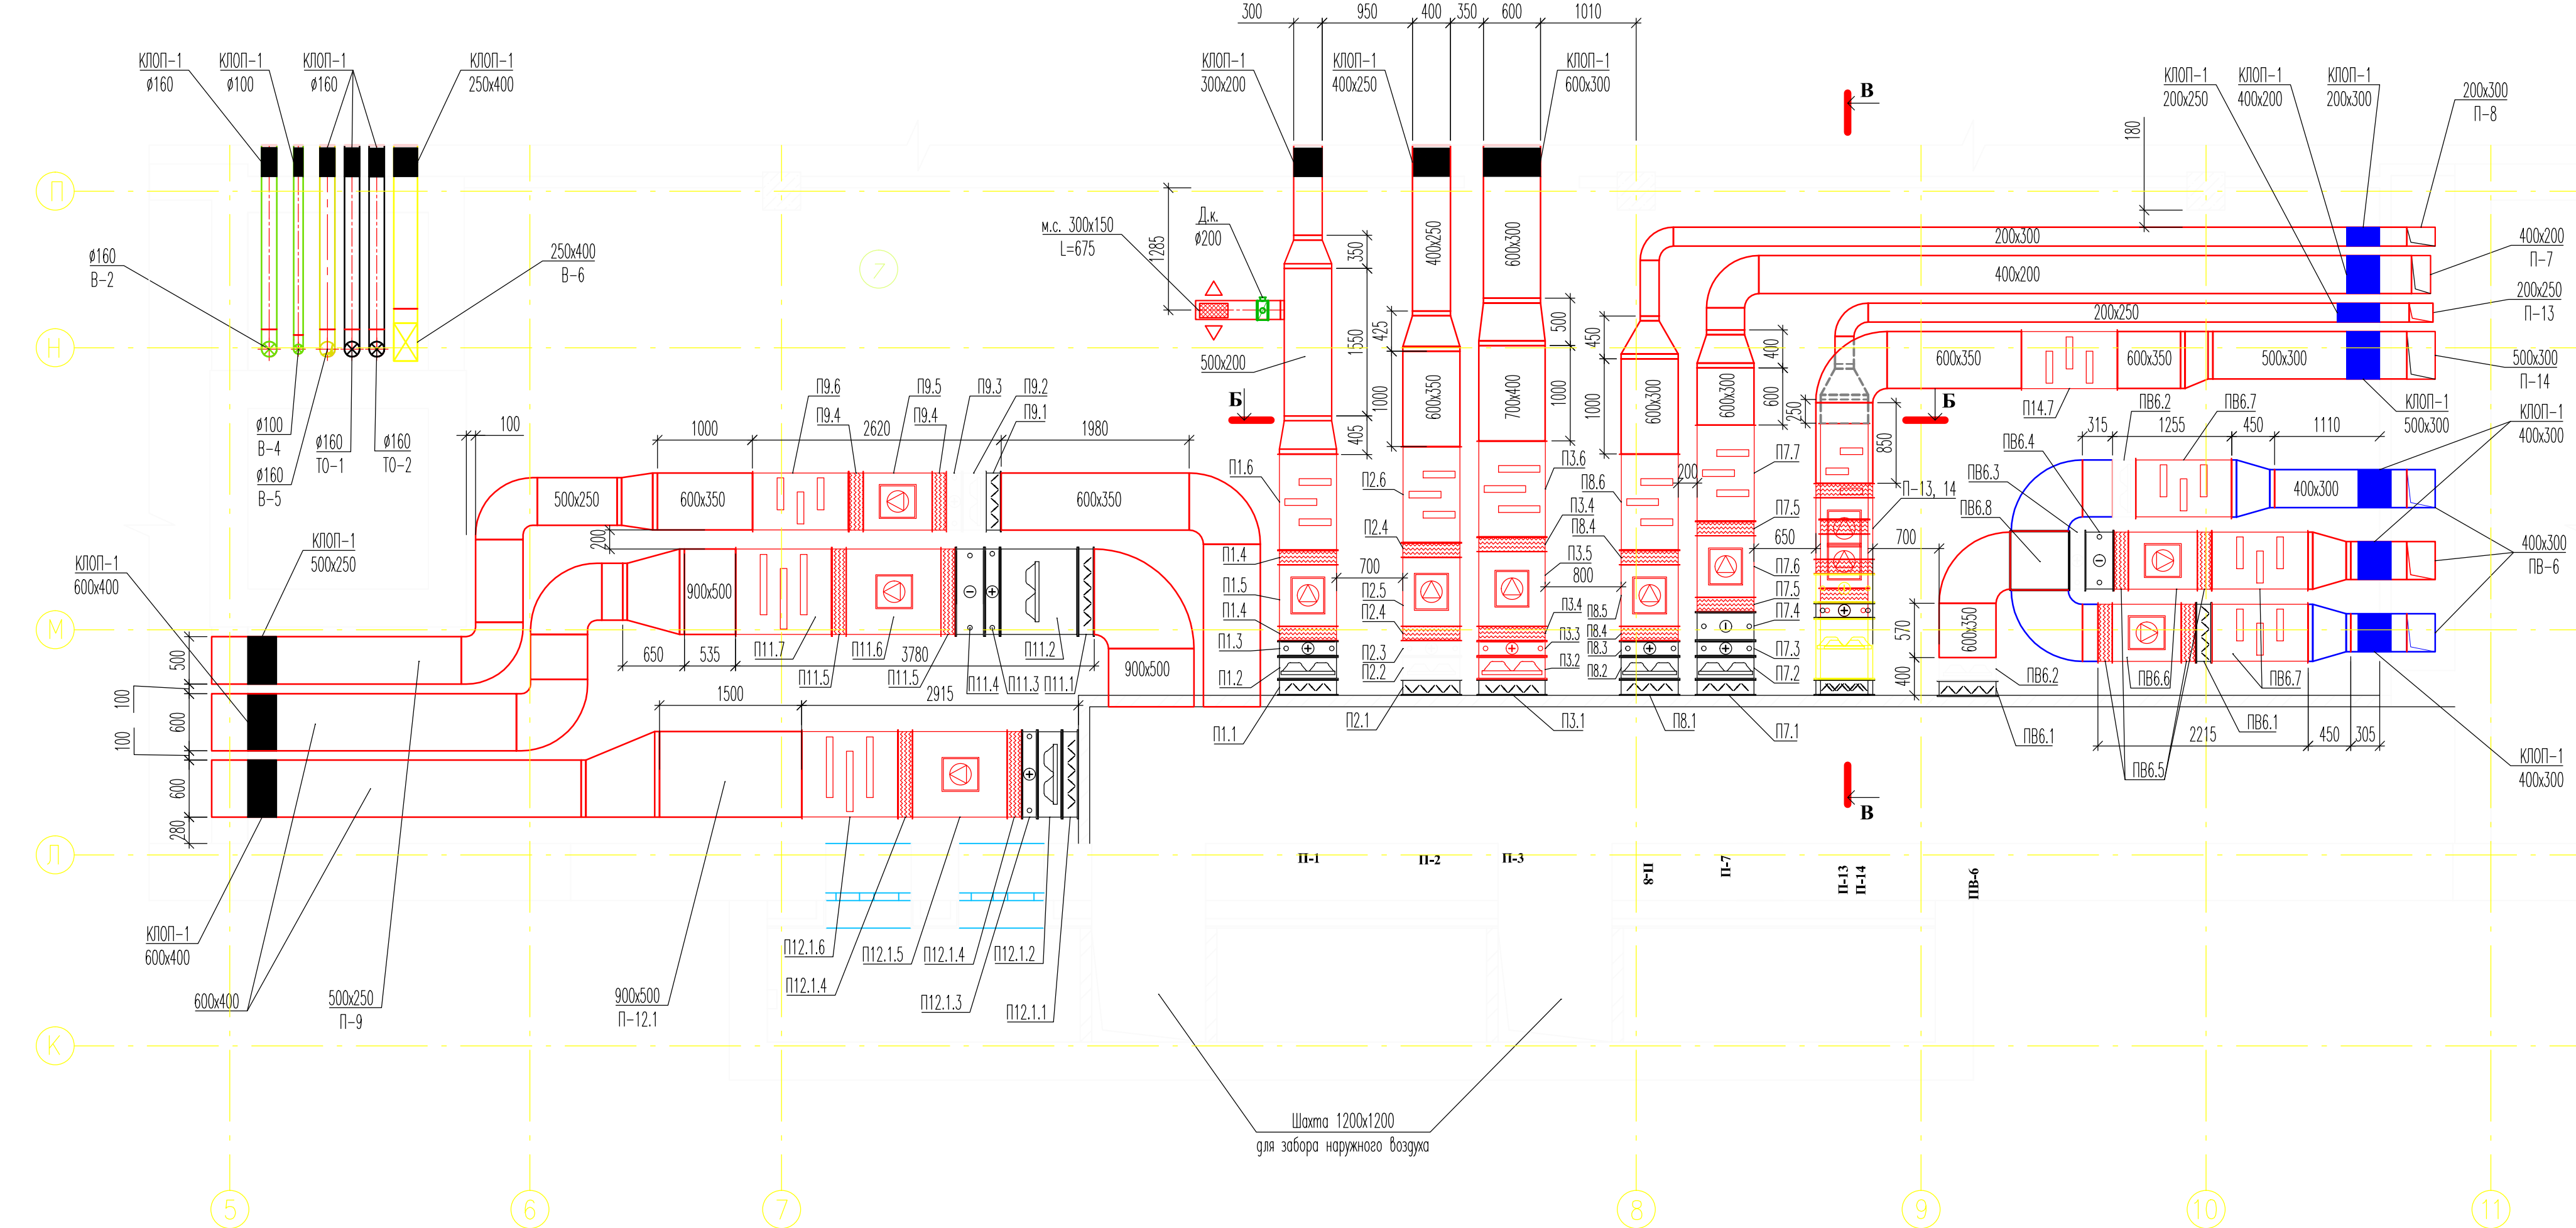 300
950
400
350
600
1010
КЛОП-1
ø160
КЛОП-1
ø100
КЛОП-1
ø160
КЛОП-1
250x400
КЛОП-1
300x200
КЛОП-1
400x250
КЛОП-1
600x300
В
КЛОП-1
200x250
КЛОП-1
400x200
КЛОП-1
200x300
200x300
П-8
180
П
ø160
В-2
250x400
В-6
7
м.с. 300x150
L=675
1285
Д.к.
ø200
350
400x250
600x300
200x300
400x200
П-7
400x200
200x250
П-13
200x250
Н
500x200
1550
425
500
450
400
600x350
600x350
500x300
500x300
П-14
1000
600x350
700x400
1000
1000
600x300
600x300
600
250
П14.7
Б
Б
КЛОП-1
500x300
КЛОП-1
400x300
ø100
В-4
ø160
В-5
ø160
ТО-1
ø160
ТО-2
100
П9.6
П9.4
П9.5
П9.4
П9.3
П9.2
П9.1
1000
2620
1980
405
850
315
ПВ6.2
1255
ПВ6.7
450
1110
ПВ6.4
ПВ6.3
ПВ6.8
500x250
600x350
600x350
200
П1.6
П2.6
П3.6
П8.6
200
П7.7
П-13, 14
400x300
КЛОП-1
500x250
КЛОП-1
600x400
П1.4
П2.4
П3.4
П8.4
П7.5
650
700
400x300
ПВ-6
П1.5
700
П2.5
П3.5
800
П7.6
900x500
П1.4
П2.4
П3.4
П8.5
П8.4
П7.5
П7.4
600x350
570
М
П1.3
П2.3
П3.3
П8.3
П7.3
П1.2
П2.2
П3.2
П8.2
П7.2
400
ПВ6.2
ПВ6.6
ПВ6.7
650
535
П11.7
П11.5
П11.6
3780
П11.5
П11.4
П11.3
П11.2
П11.1
900x500
500
100
600
100
600
280
1500
2915
П1.1
П2.1
П3.1
П8.1
П7.1
ПВ6.1
ПВ6.1
2215
450
305
ПВ6.5
КЛОП-1
400x300
В
Л
П-1
П-2
П-3
П-8
П-7
П-13
П-14
ПВ-6
КЛОП-1
600x400
П12.1.6
П12.1.5
П12.1.4
П12.1.2
П12.1.4
П12.1.3
П12.1.1
600x400
500x250
П-9
900x500
П-12.1
К
Шахта 1200x1200
для забора наружного воздуха
5
6
7
8
9
10
11